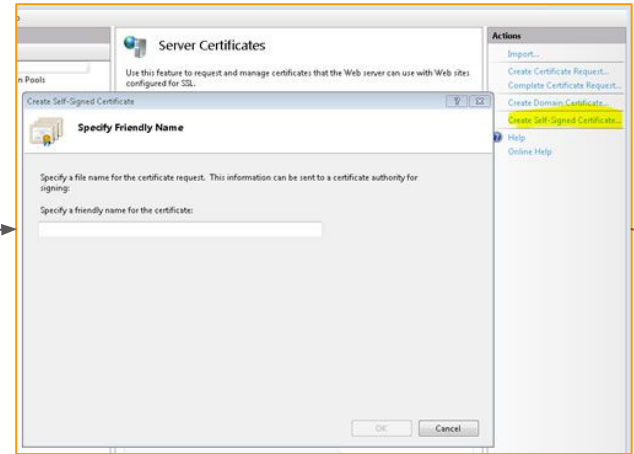 Server Certificates
Use this feature to request and manage certificates that the Web server can use with Web sites
configured for SSL.
n Pools
Create Self-Signed Certificate
Specify Friendly Name
Specify a file name for the certificate request. This information can be sent to a certificate authority for
signing:
Specify a friendly name for the certificate:
OK
Cancel
Actions
Import...
Create Certificate Request...
Complete Certificate Request...
Create Domain Certificate...
Create Self-Signed Certificate...
Help
Online Help